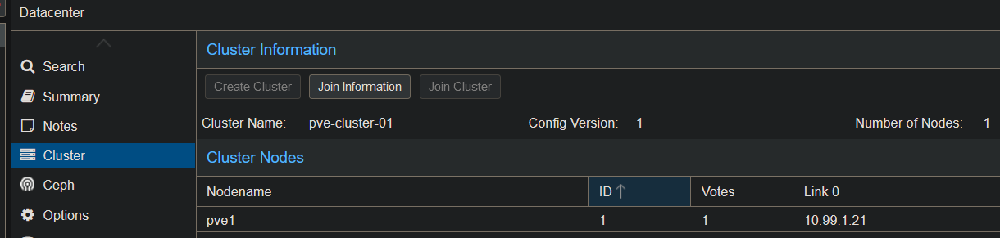 Datacenter
Search
Summary
Notes
Cluster
Ceph
Options
Cluster Information
Create Cluster Join Information Join Cluster
Cluster Name: pve-cluster-01 Config Version: 1 Number of Nodes: 1
Cluster Nodes
Nodename ID↑ Votes Link 0
pve1 1 1 10.99.1.21